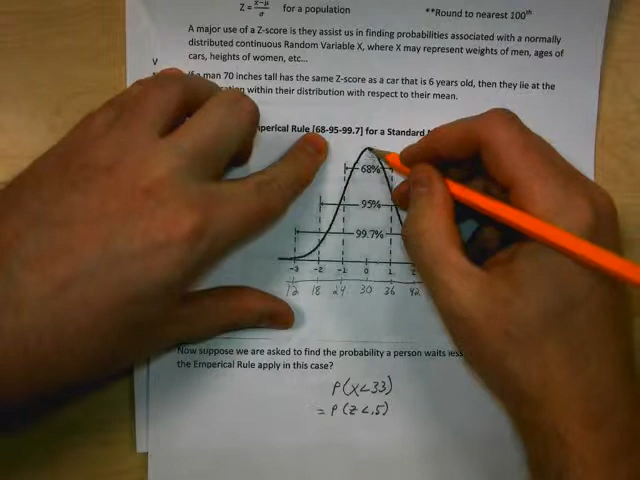 Z = x-μ/σ for a population **Round to nearest 100th
A major use of a Z-score is they assist us in finding probabilities associated with a normally
distributed continuous Random Variable X, where X may represent weights of men, ages of
cars, heights of women, etc...
V
man 70 inches tall has the same Z-score as a car that is 6 years old, then they lie at the
within their distribution with respect to their mean.
mperical Rule [68-95-99.7] for a Standard
68%
95%
99.7%
-3 -2 -1 0 1 2
12 18 24 30 36 42
Now suppose we are asked to find the probability a person waits less
the Emperical Rule apply in this case?
P(X<33)
= P(Z<.5)